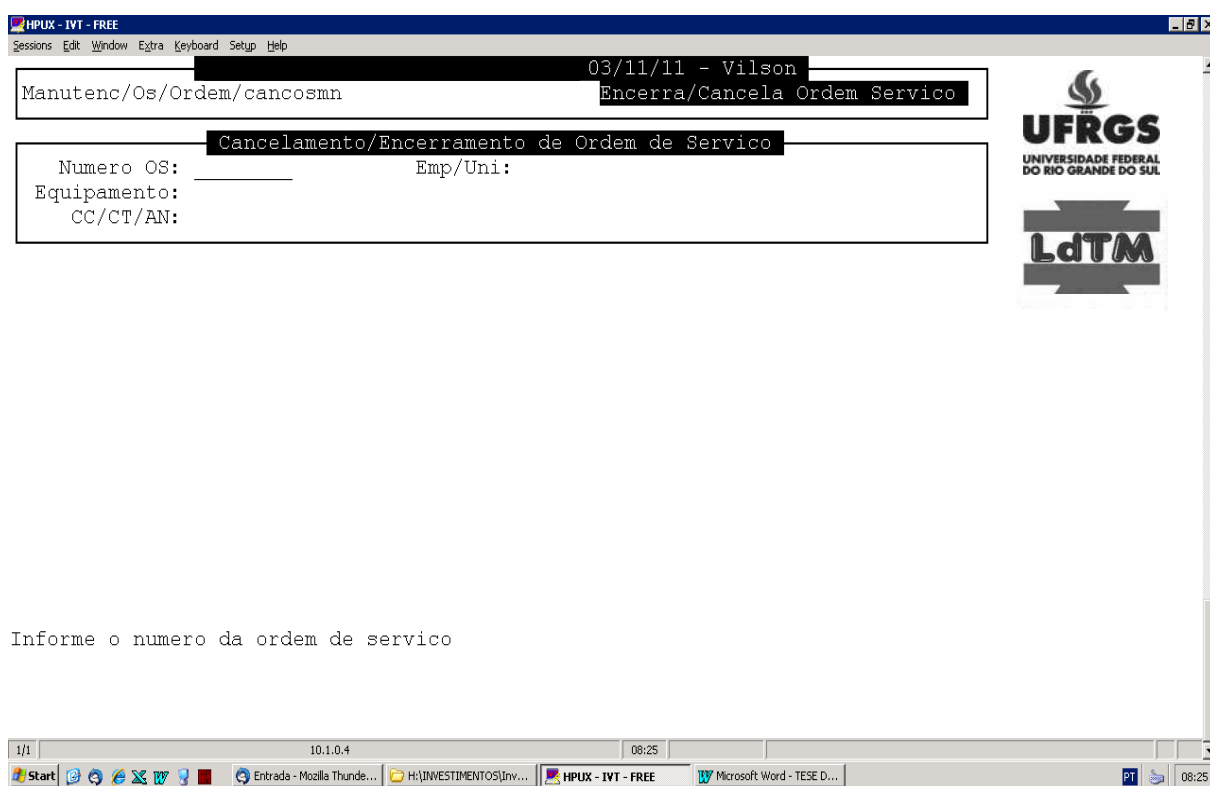 HPUX - IVT - FREE
Sessions Edit Window Extra Keyboard Setup Help
03/11/11 - Vilson
Manutenc/Os/Ordem/cancosmn Encerra/Cancela Ordem Servico
Cancelamento/Encerramento de Ordem de Servico
Numero OS: Emp/Uni:
Equipamento:
CC/CT/AN:
UFRGS
UNIVERSIDADE FEDERAL
DO RIO GRANDE DO SUL
LdTM
Informe o numero da ordem de servico
1/1 10.1.0.4 08:25
Start Entrada - Mozilla Thunde... H:\INVESTIMENTOS\Inv... HPUX - IVT - FREE Microsoft Word - TESE D... PT 08:25